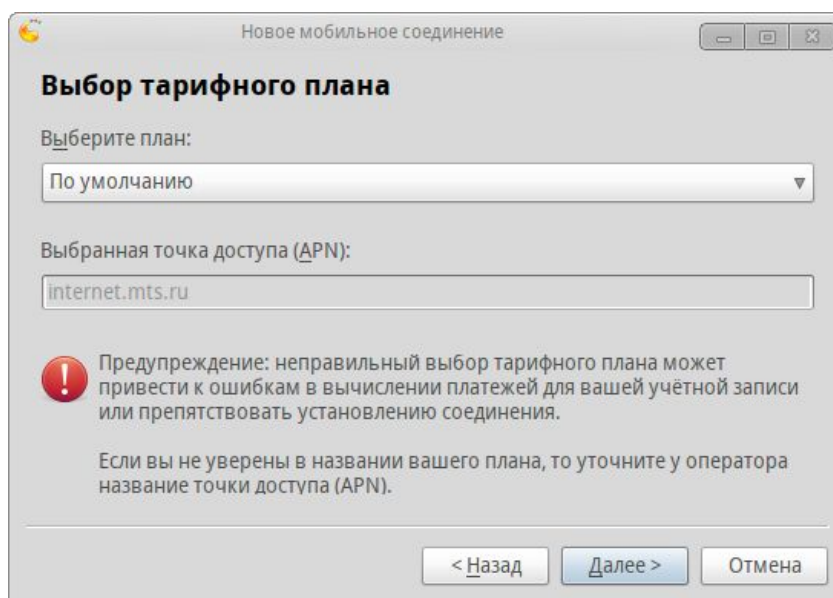 Новое мобильное соединение
Выбор тарифного плана
Выберите план:
По умолчанию
Выбранная точка доступа (APN):
internet.mts.ru
Предупреждение: неправильный выбор тарифного плана может
привести к ошибкам в вычислении платежей для вашей учётной записи
или препятствовать установлению соединения.
Если вы не уверены в названии вашего плана, то уточните у оператора
название точки доступа (APN).
< Назад
Далее >
Отмена